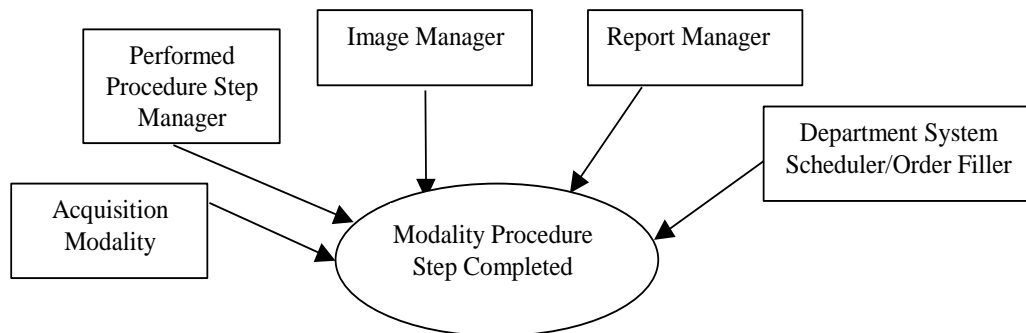 Performed
Procedure Step
Manager
Image Manager
Report Manager
Department System
Scheduler/Order Filler
Acquisition
Modality
Modality Procedure
Step Completed